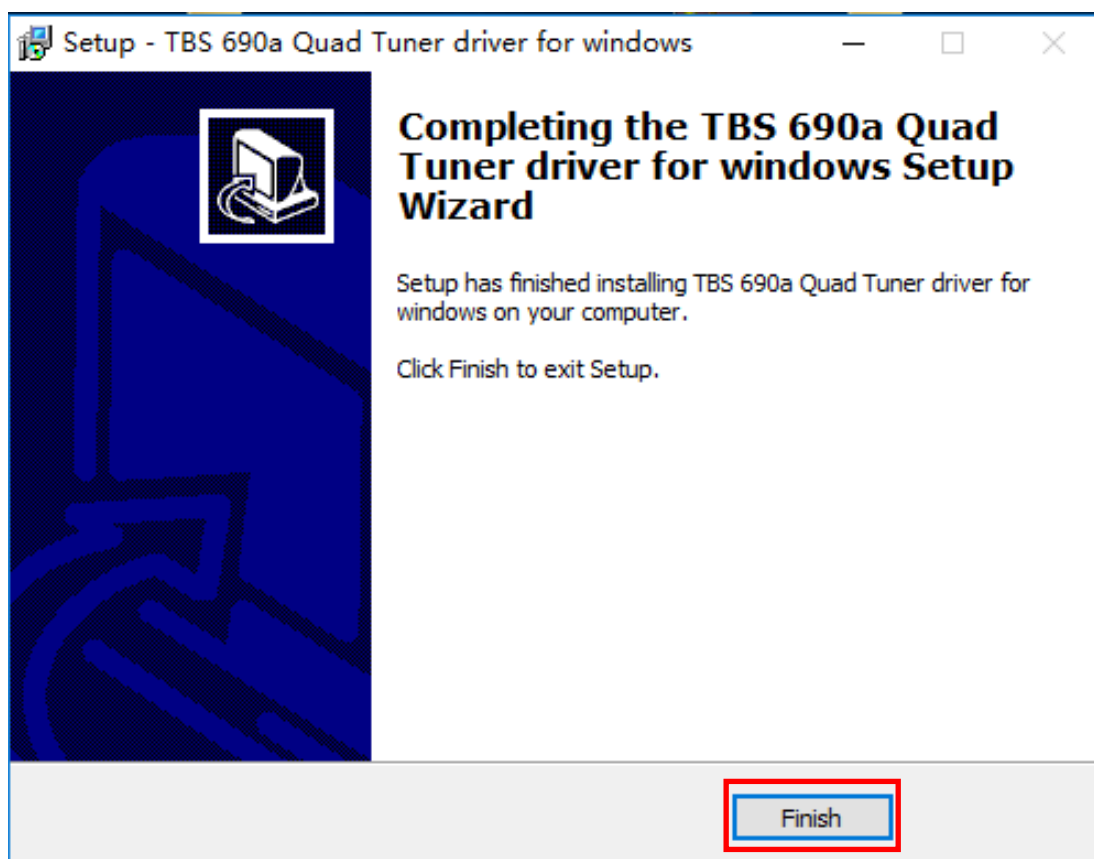 Setup - TBS 690a Quad Tuner driver for windows
Completing the TBS 690a Quad
Tuner driver for windows Setup
Wizard
Setup has finished installing TBS 690a Quad Tuner driver for
windows on your computer.
Click Finish to exit Setup.
Finish